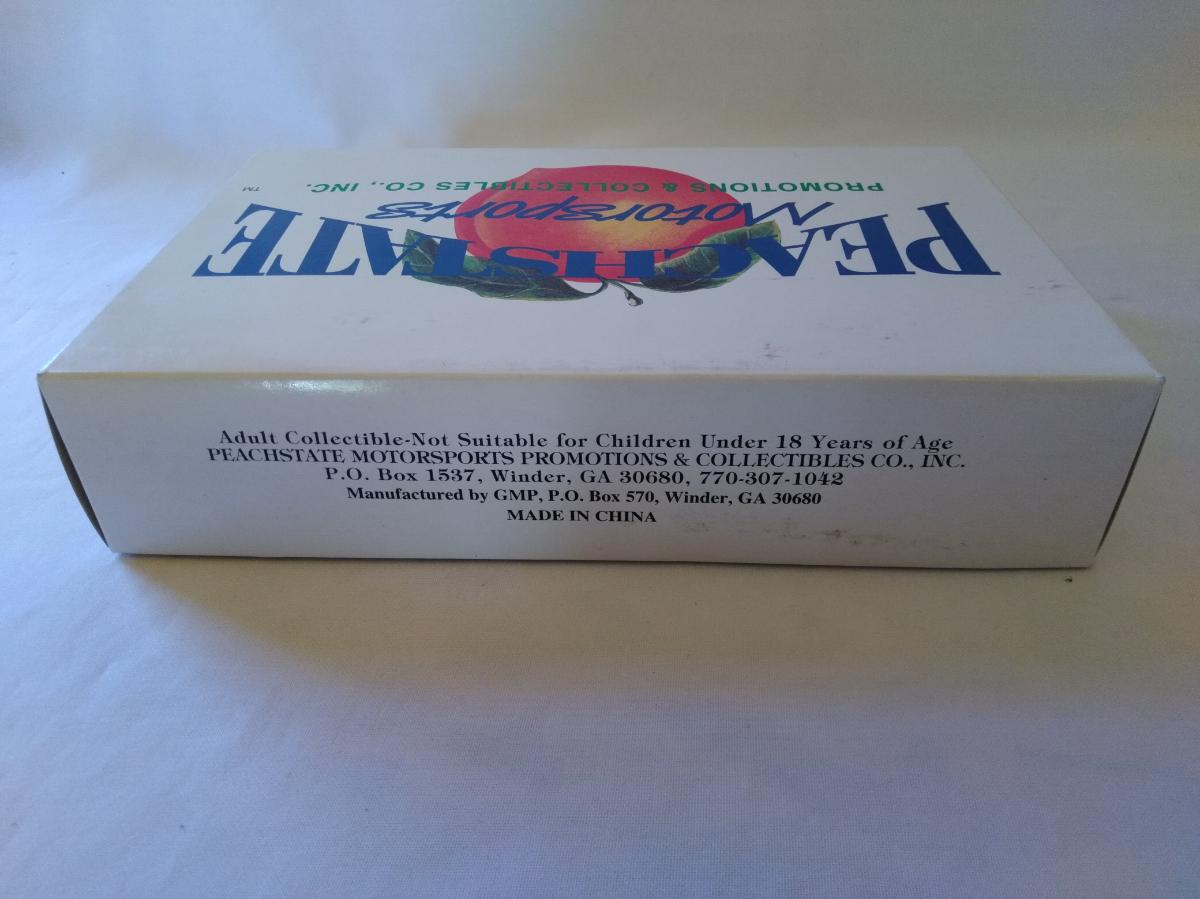 PEACHSTATE
Motorsports
PROMOTIONS & COLLECTIBLES CO., INC.
TM
Adult Collectible-Not Suitable for Children Under 18 Years of Age
PEACHSTATE MOTORSPORTS PROMOTIONS & COLLECTIBLES CO., INC.
P.O. Box 1537, Winder, GA 30680, 770-307-1042
Manufactured by GMP, P.O. Box 570, Winder, GA 30680
MADE IN CHINA